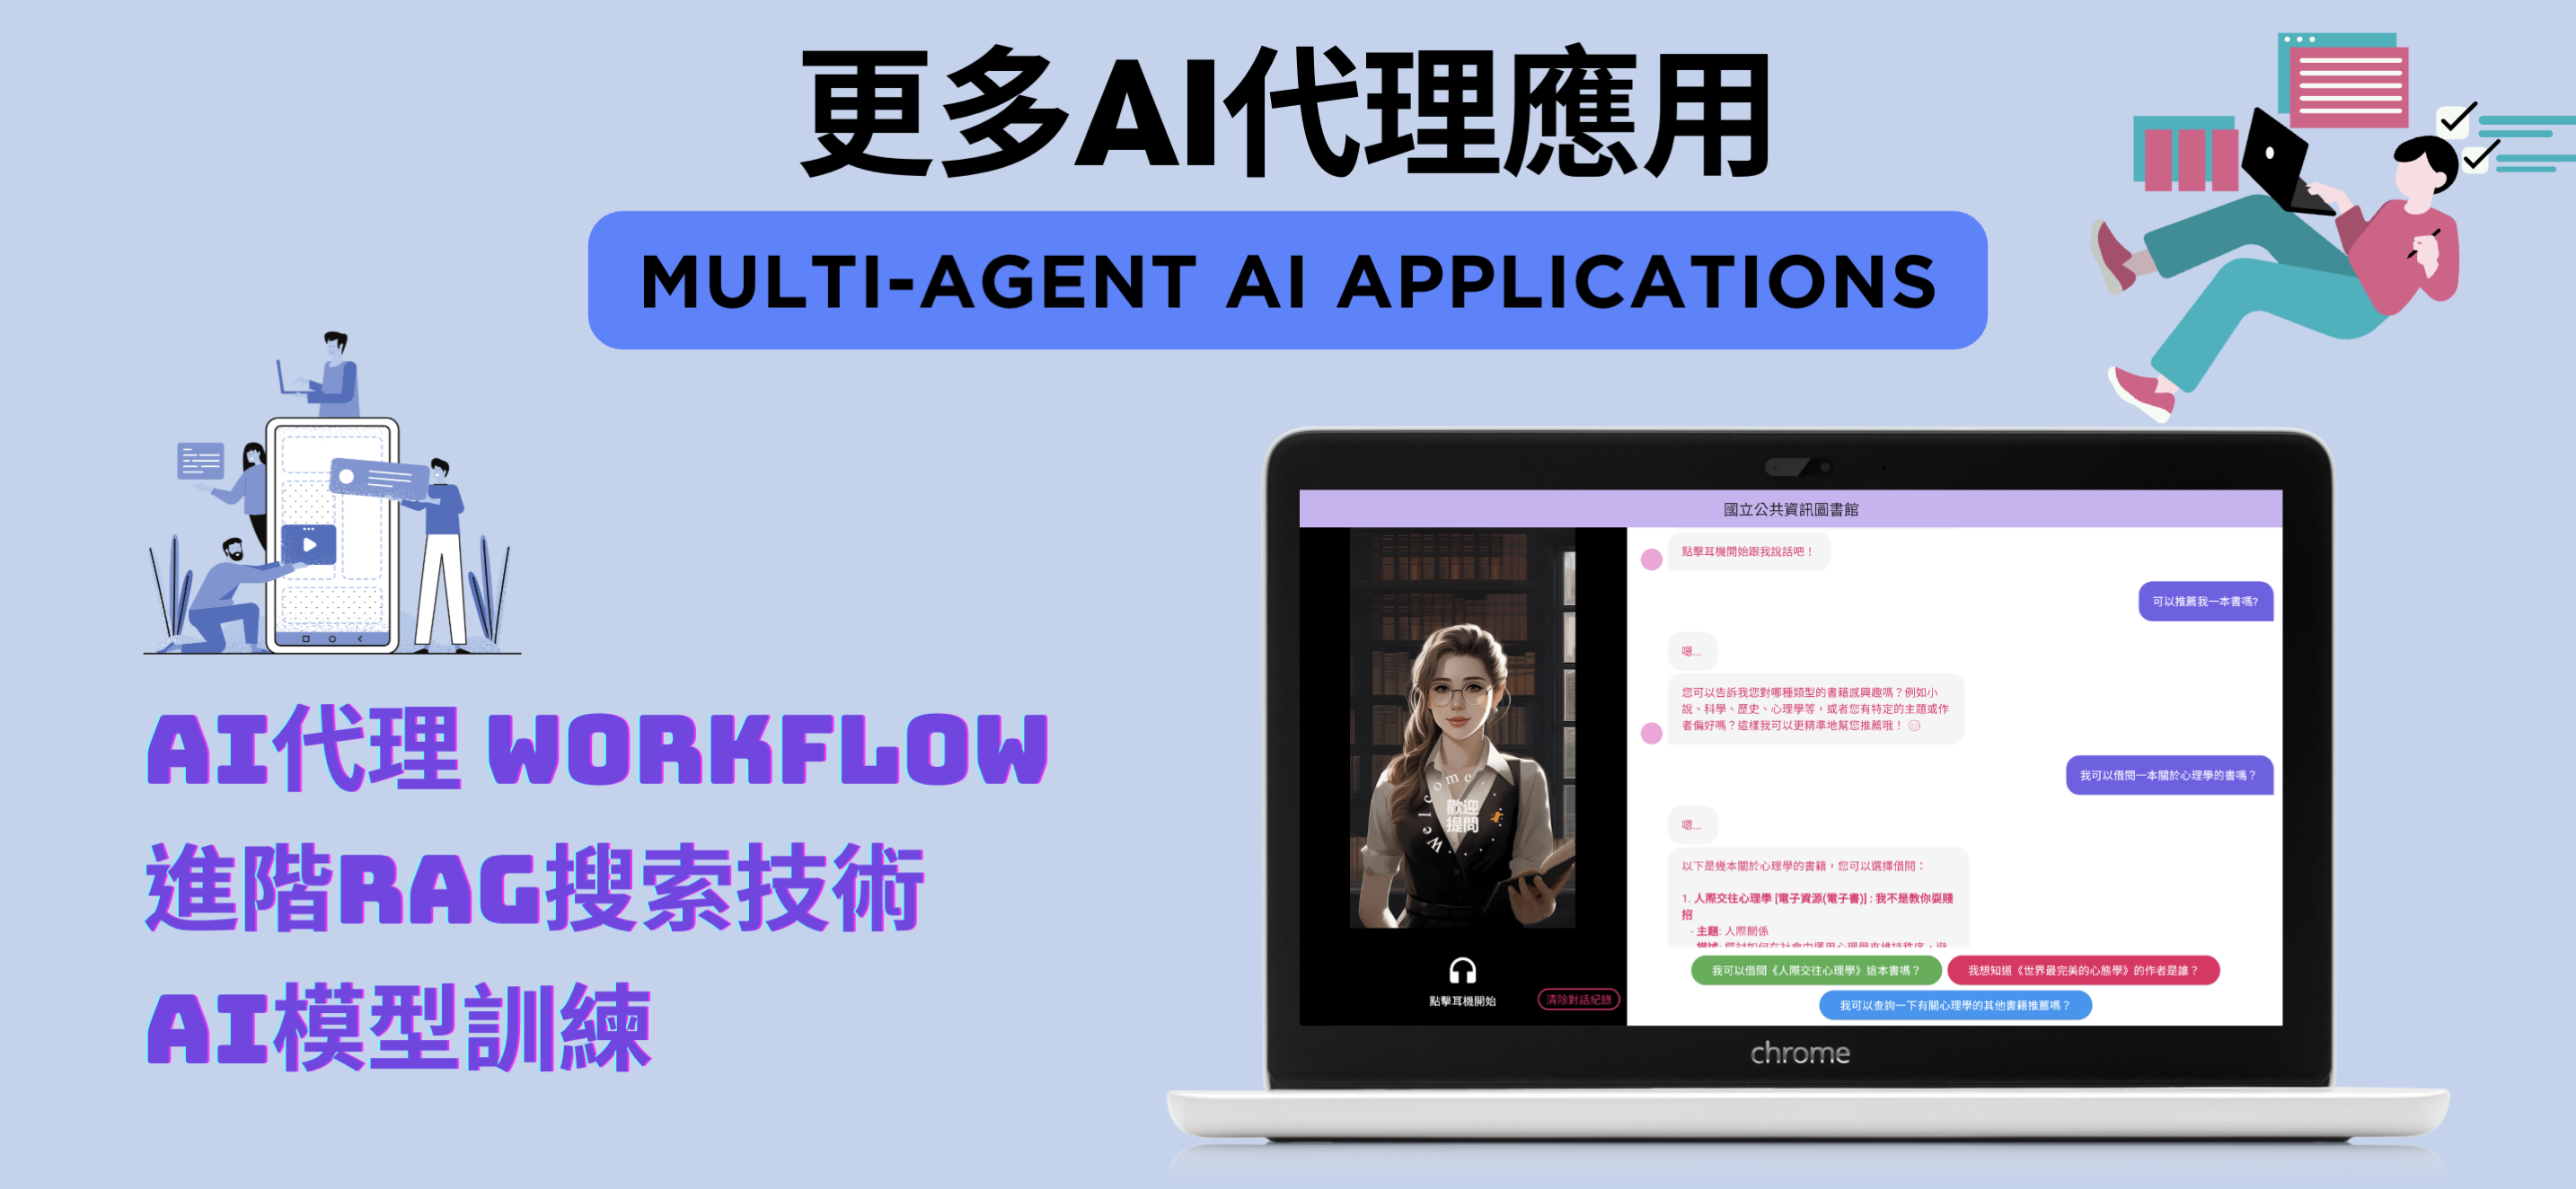 更多AI代理應用
MULTI-AGENT AI APPLICATIONS
AI代理 WORKFLOW
進階RAG搜索技術
AI模型訓練
國立公共資訊圖書館
點擊耳機開始跟我說話吧！
可以推薦我一本書嗎?
嗯...
您可以告訴我您對哪種類型的書籍感興趣嗎？例如小
說、科學、歷史、心理學等，或者您有特定的主題或作
者偏好嗎？這樣我可以更精準地幫您推薦哦！ ☺
我可以借閱一本關於心理學的書嗎？
嗯...
以下是幾本關於心理學的書籍，您可以選擇借閱：
1. 人際交往心理學 [電子資源(電子書)] : 我不是教你耍賤
招
- 主題: 人際關係
Welcome
歡迎
提問
點擊耳機開始
清除對話紀錄
我可以借閱《人際交往心理學》這本書嗎？
我想知道《世界最完美的心態學》的作者是誰？
我可以查詢一下有關心理學的其他書籍推薦嗎？
chrome